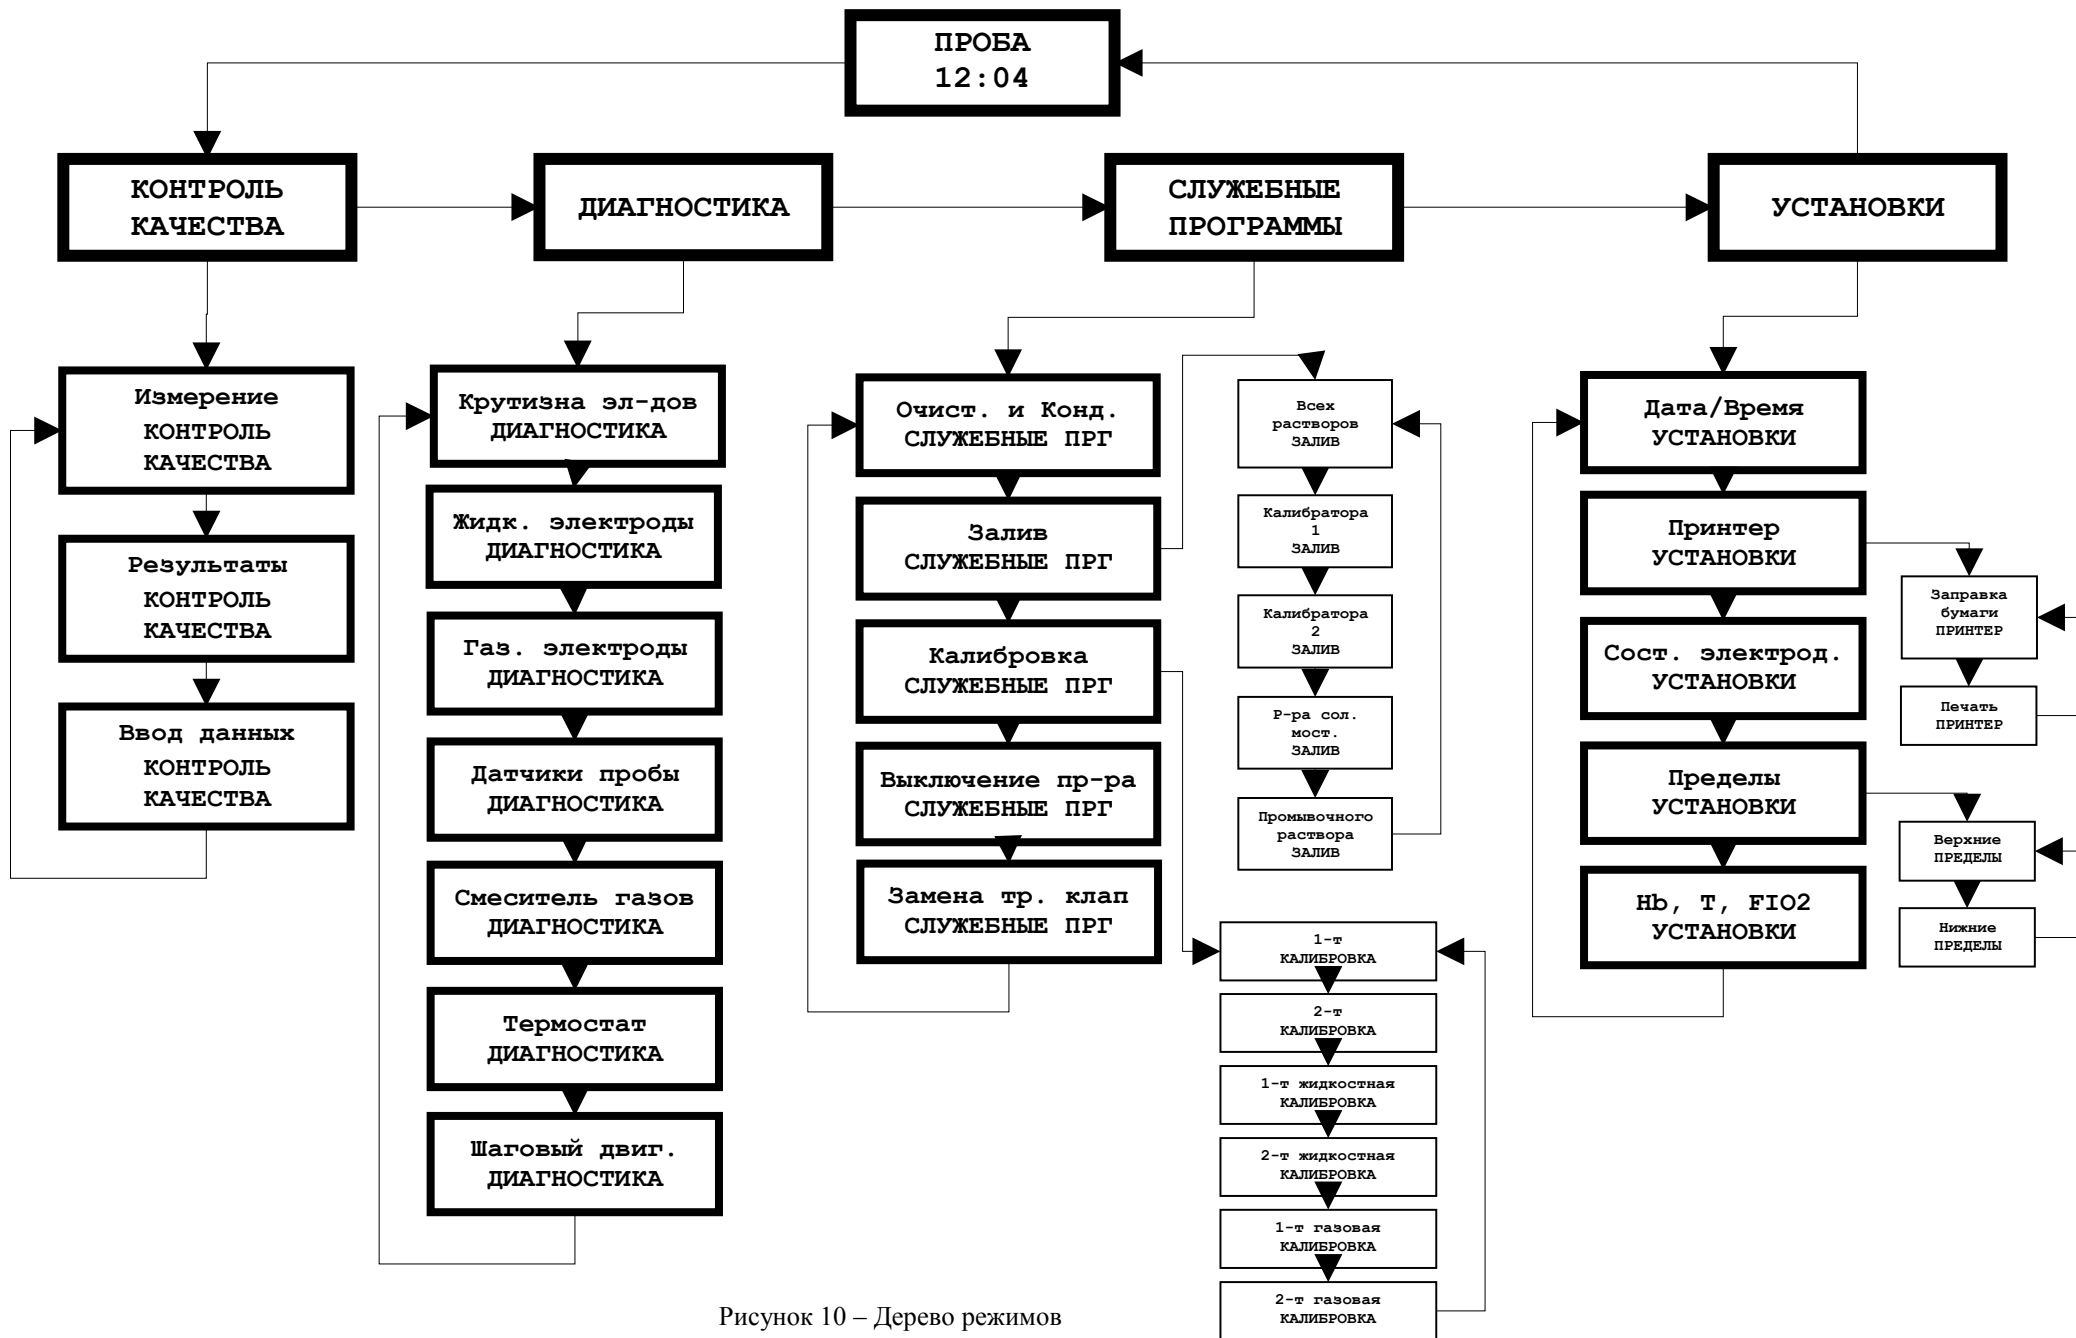 ПРОБА
12:04
КОНТРОЛЬ
КАЧЕСТВА
ДИАГНОСТИКА
СЛУЖЕБНЫЕ
ПРОГРАММЫ
УСТАНОВКИ
Измерение
КОНТРОЛЬ
КАЧЕСТВА
Результаты
КОНТРОЛЬ
КАЧЕСТВА
Ввод данных
КОНТРОЛЬ
КАЧЕСТВА
Крутизна эл-дов
ДИАГНОСТИКА
Жидк. электроды
ДИАГНОСТИКА
Газ. электроды
ДИАГНОСТИКА
Датчики пробы
ДИАГНОСТИКА
Смеситель газов
ДИАГНОСТИКА
Термостат
ДИАГНОСТИКА
Шаговый двиг.
ДИАГНОСТИКА
Очист. и Конд.
СЛУЖЕБНЫЕ ПРГ
Залив
СЛУЖЕБНЫЕ ПРГ
Калибровка
СЛУЖЕБНЫЕ ПРГ
Выключение пр-ра
СЛУЖЕБНЫЕ ПРГ
Замена тр. клап
СЛУЖЕБНЫЕ ПРГ
Всех
растворов
ЗАЛИВ
Калибратора
1
ЗАЛИВ
Калибратора
2
ЗАЛИВ
Р-ра сол.
мост.
ЗАЛИВ
Промывочного
раствора
ЗАЛИВ
1-т
КАЛИБРОВКА
2-т
КАЛИБРОВКА
1-т жидкостная
КАЛИБРОВКА
2-т жидкостная
КАЛИБРОВКА
1-т газовая
КАЛИБРОВКА
2-т газовая
КАЛИБРОВКА
Дата/Время
УСТАНОВКИ
Принтер
УСТАНОВКИ
Сост. электрод.
УСТАНОВКИ
Пределы
УСТАНОВКИ
Hb, T, FIO2
УСТАНОВКИ
Заправка
бумаги
ПРИНТЕР
Печать
ПРИНТЕР
Верхние
ПРЕДЕЛЫ
Нижние
ПРЕДЕЛЫ
Рисунок 10 – Дерево режимов